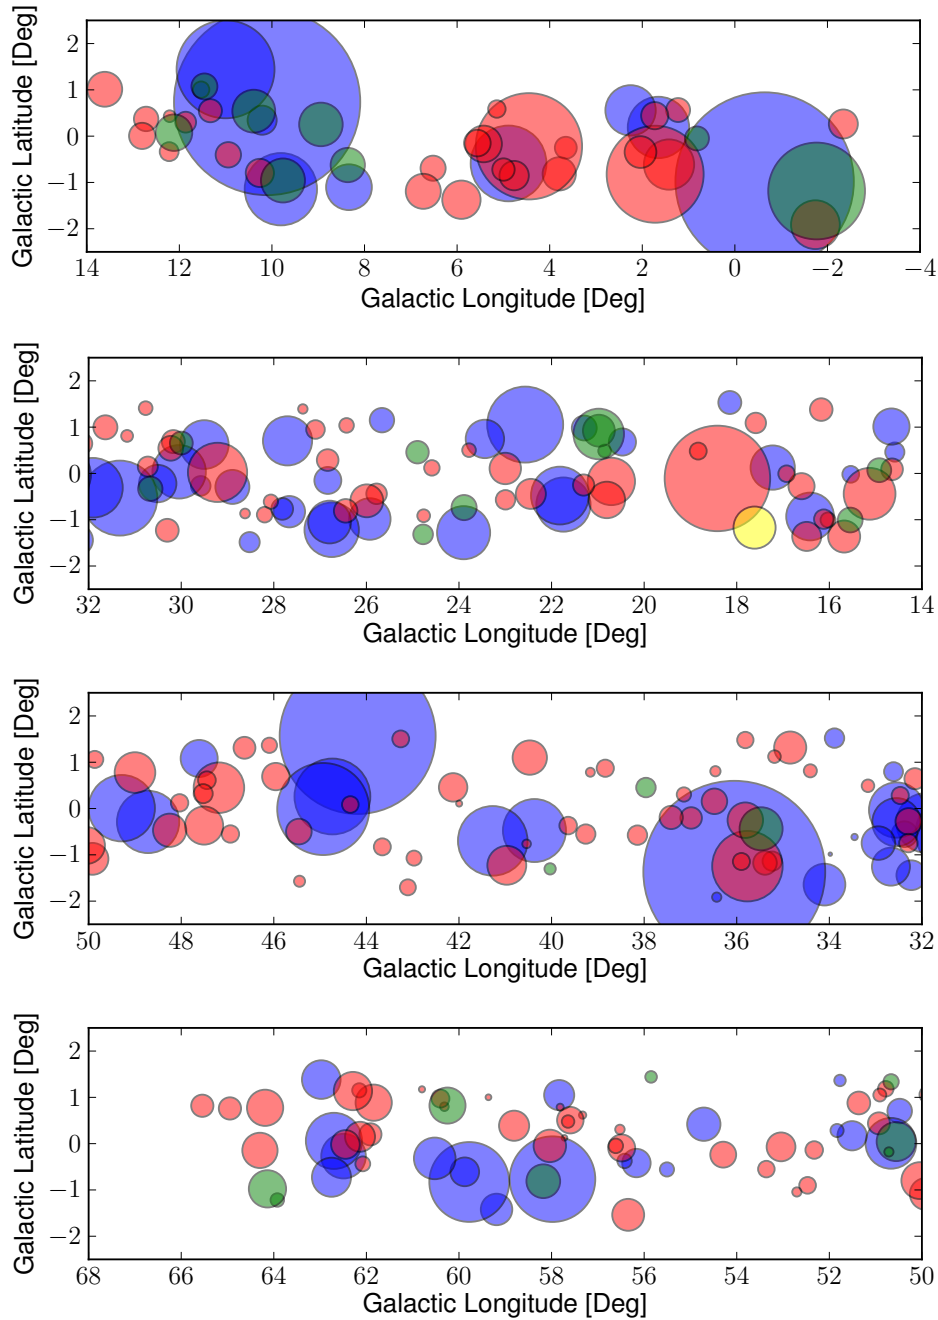 Galactic Latitude [Deg]
2
1
0
−1
−2
14 12 10 8 6 4 2 0 −2 −4
Galactic Longitude [Deg]
Galactic Latitude [Deg]
2
1
0
−1
−2
32 30 28 26 24 22 20 18 16 14
Galactic Longitude [Deg]
Galactic Latitude [Deg]
2
1
0
−1
−2
50 48 46 44 42 40 38 36 34 32
Galactic Longitude [Deg]
Galactic Latitude [Deg]
2
1
0
−1
−2
68 66 64 62 60 58 56 54 52 50
Galactic Longitude [Deg]